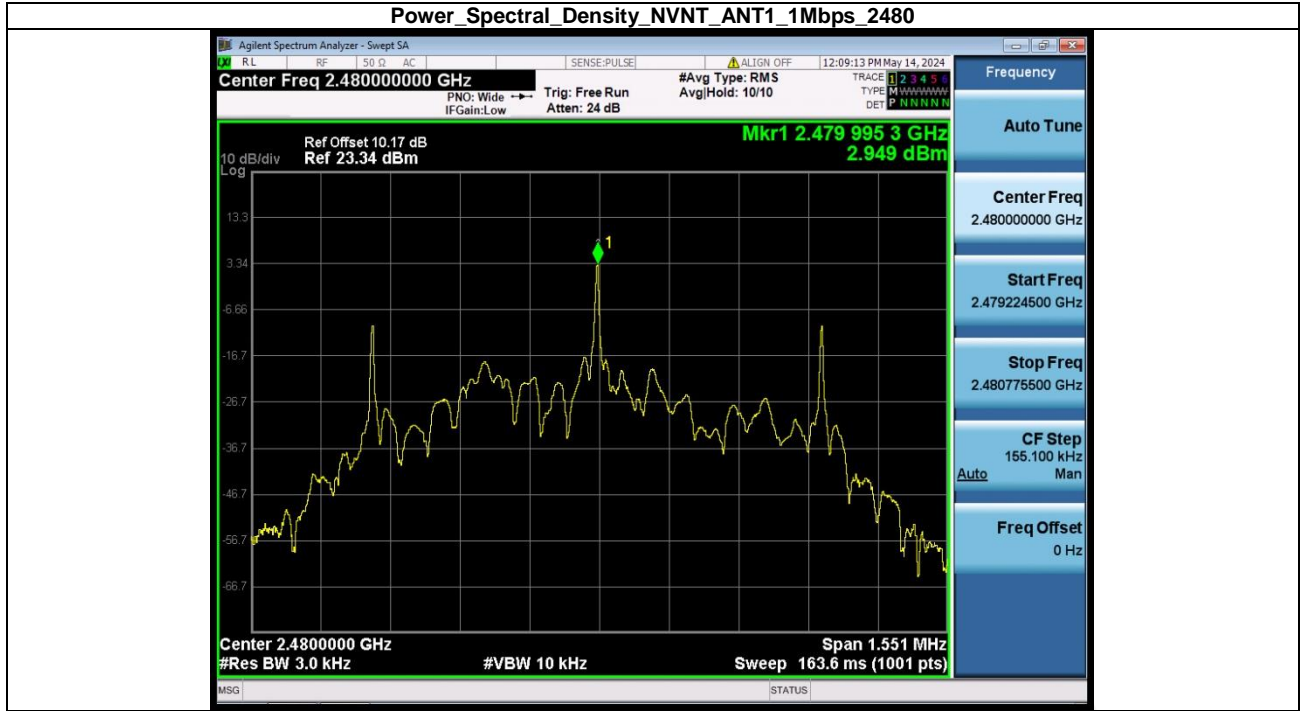 Power_Spectral_Density_NVNT_ANT1_1Mbps_2480
Agilent Spectrum Analyzer - Swept SA
LXI RL RF 50 Ω AC SENSE:PULSE ALIGN OFF 12:09:13 PM May 14, 2024
Center Freq 2.480000000 GHz
PNO: Wide
IFGain:Low
Trig: Free Run
Atten: 24 dB
#Avg Type: RMS
Avg|Hold: 10/10
TRACE 1 2 3 4 5 6
TYPE M WWWWW
DET P N N N N N
Mkr1 2.479 995 3 GHz
2.949 dBm
Ref Offset 10.17 dB
10 dB/div Ref 23.34 dBm
Log
13.3
3.34
-6.66
-16.7
-26.7
-36.7
-46.7
-56.7
-66.7
1
Center 2.4800000 GHz Span 1.551 MHz
#Res BW 3.0 kHz #VBW 10 kHz Sweep 163.6 ms (1001 pts)
MSG STATUS
Frequency
Auto Tune
Center Freq
2.480000000 GHz
Start Freq
2.479224500 GHz
Stop Freq
2.480775500 GHz
CF Step
155.100 kHz
Auto Man
Freq Offset
0 Hz